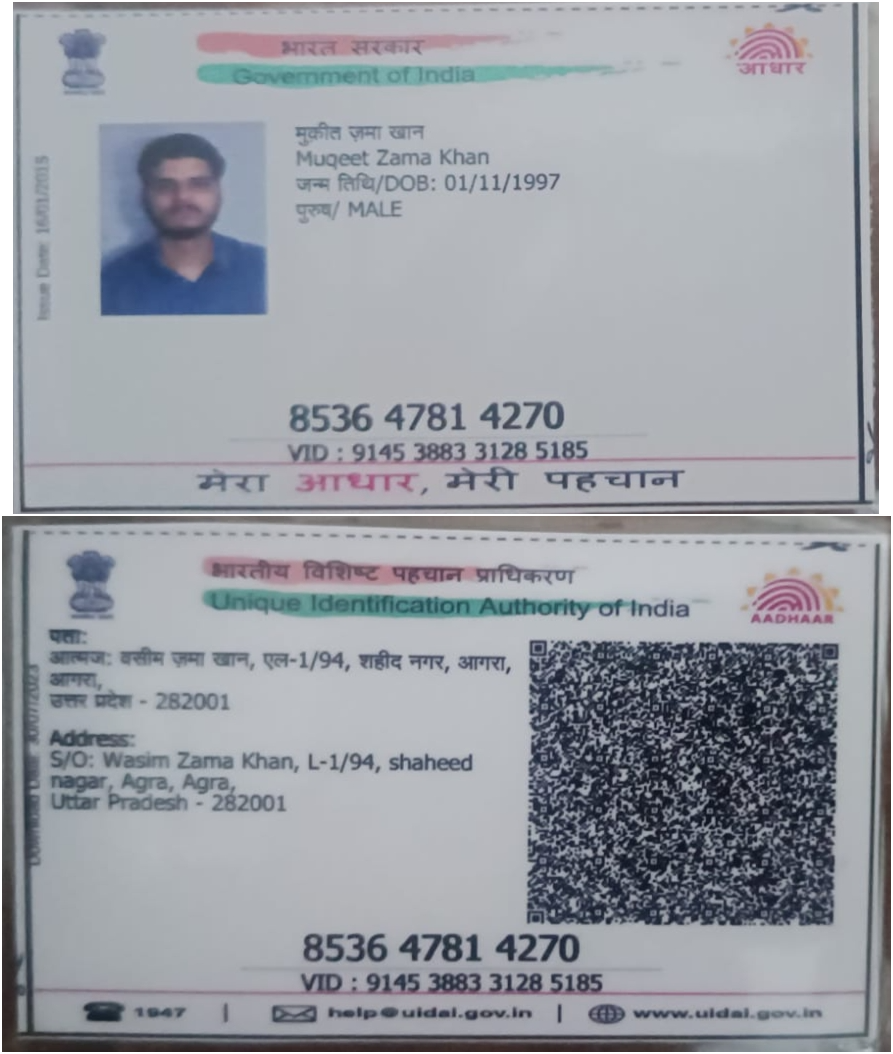 भारत सरकार
Government of India
आधार
Issue Date: 16/01/2015
मुक़ीत ज़मा खान
Muqeet Zama Khan
जन्म तिथि/DOB: 01/11/1997
पुरुष/ MALE
8536 4781 4270
VID : 9145 3883 3128 5185
मेरा आधार, मेरी पहचान
भारतीय विशिष्ट पहचान प्राधिकरण
Unique Identification Authority of India
AADHAAR
पता:
आत्मज: वसीम ज़मा खान, एल-1/94, शहीद नगर, आगरा,
आगरा,
उत्तर प्रदेश - 282001
Address:
S/O: Wasim Zama Khan, L-1/94, shaheed
nagar, Agra, Agra,
Uttar Pradesh - 282001
Download Date:
8536 4781 4270
VID : 9145 3883 3128 5185
1947 | help@uidai.gov.in | www.uidai.gov.in